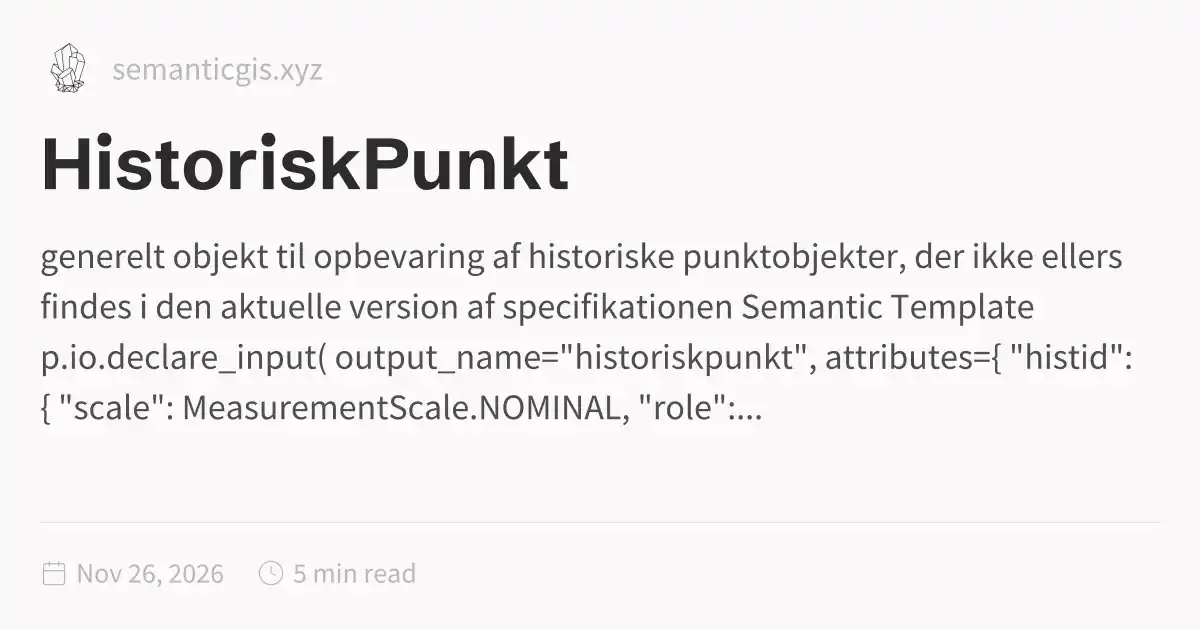 semanticgis.xyz
HistoriskPunkt
generelt objekt til opbevaring af historiske punktobjekter, der ikke ellers
findes i den aktuelle version af specifikationen Semantic Template
p.io.declare_input( output_name="historiskpunkt", attributes={ "histid":
{ "scale": MeasurementScale.NOMINAL, "role":...
Nov 26, 2026 5 min read